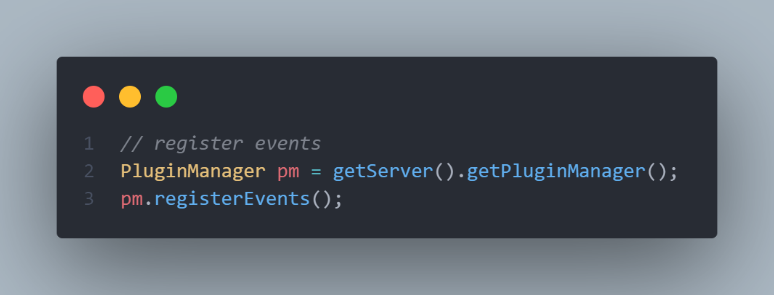 1 // register events
2 PluginManager pm = getServer().getPluginManager();
3 pm.registerEvents();